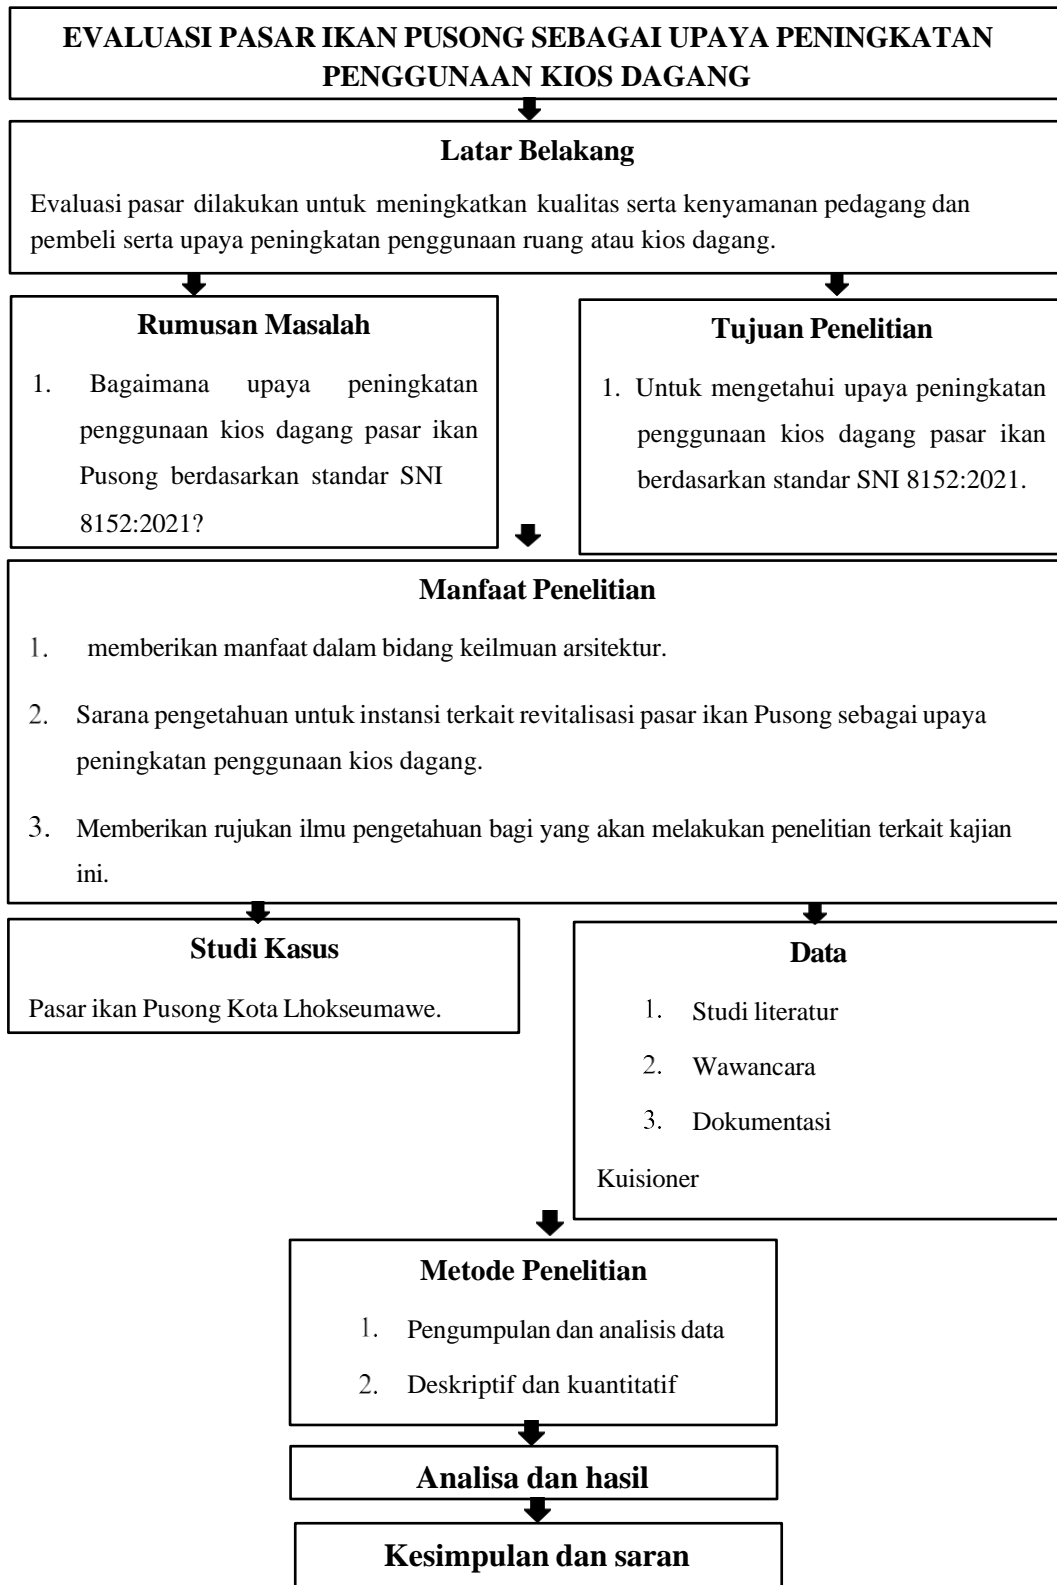 EVALUASI PASAR IKAN PUSONG SEBAGAI UPAYA PENINGKATAN
PENGGUNAAN KIOS DAGANG
Latar Belakang
Evaluasi pasar dilakukan untuk meningkatkan kualitas serta kenyamanan pedagang dan
pembeli serta upaya peningkatan penggunaan ruang atau kios dagang.
Rumusan Masalah
1. Bagaimana upaya peningkatan
penggunaan kios dagang pasar ikan
Pusong berdasarkan standar SNI
8152:2021?
Tujuan Penelitian
1. Untuk mengetahui upaya peningkatan
penggunaan kios dagang pasar ikan
berdasarkan standar SNI 8152:2021.
Manfaat Penelitian
1. memberikan manfaat dalam bidang keilmuan arsitektur.
2. Sarana pengetahuan untuk instansi terkait revitalisasi pasar ikan Pusong sebagai upaya
peningkatan penggunaan kios dagang.
3. Memberikan rujukan ilmu pengetahuan bagi yang akan melakukan penelitian terkait kajian
ini.
Studi Kasus
Pasar ikan Pusong Kota Lhokseumawe.
Data
1. Studi literatur
2. Wawancara
3. Dokumentasi
Kuisioner
Metode Penelitian
1. Pengumpulan dan analisis data
2. Deskriptif dan kuantitatif
Analisa dan hasil
Kesimpulan dan saran